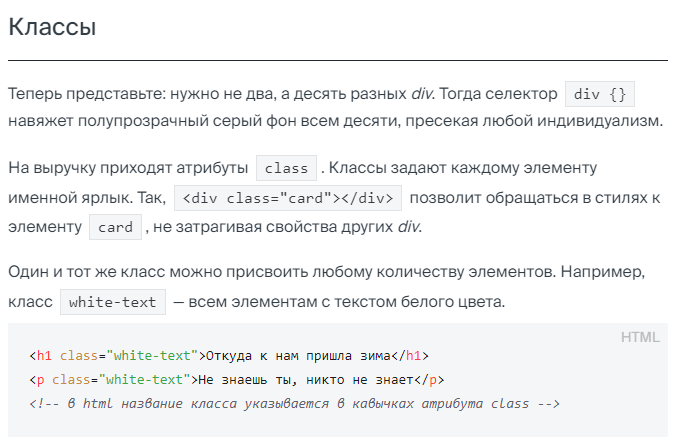 Классы
Теперь представьте: нужно не два, а десять разных div. Тогда селектор div {}
навяжет полупрозрачный серый фон всем десяти, пресекая любой индивидуализм.
На выручку приходят атрибуты class . Классы задают каждому элементу
именной ярлык. Так, <div class="card"></div> позволит обращаться в стилях к
элементу card , не затрагивая свойства других div.
Один и тот же класс можно присвоить любому количеству элементов. Например,
класс white-text — всем элементам с текстом белого цвета.
HTML
<h1 class="white-text">Откуда к нам пришла зима</h1>
<p class="white-text">Не знаешь ты, никто не знает</p>
<!-- в html название класса указывается в кавычках атрибута class -->